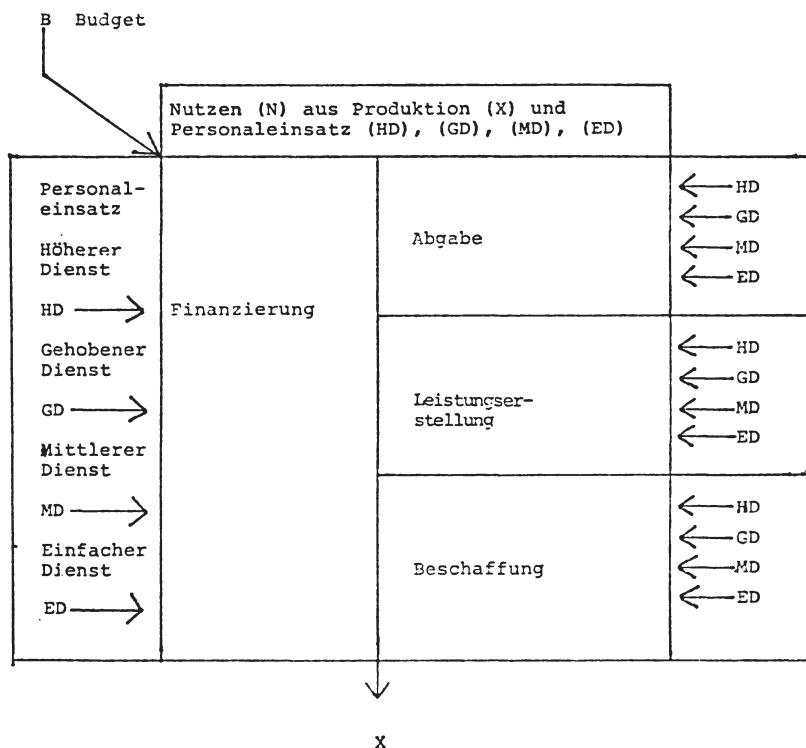 B Budget
Nutzen (N) aus Produktion (X) und
Personaleinsatz (HD), (GD), (MD), (ED)
Personal-
einsatz
Höherer
Dienst
HD
Gehobener
Dienst
GD
Mittlerer
Dienst
MD
Einfacher
Dienst
ED
Finanzierung
Abgabe
HD
GD
MD
ED
Leistungser-
stellung
HD
GD
MD
ED
Beschaffung
HD
GD
MD
ED
X